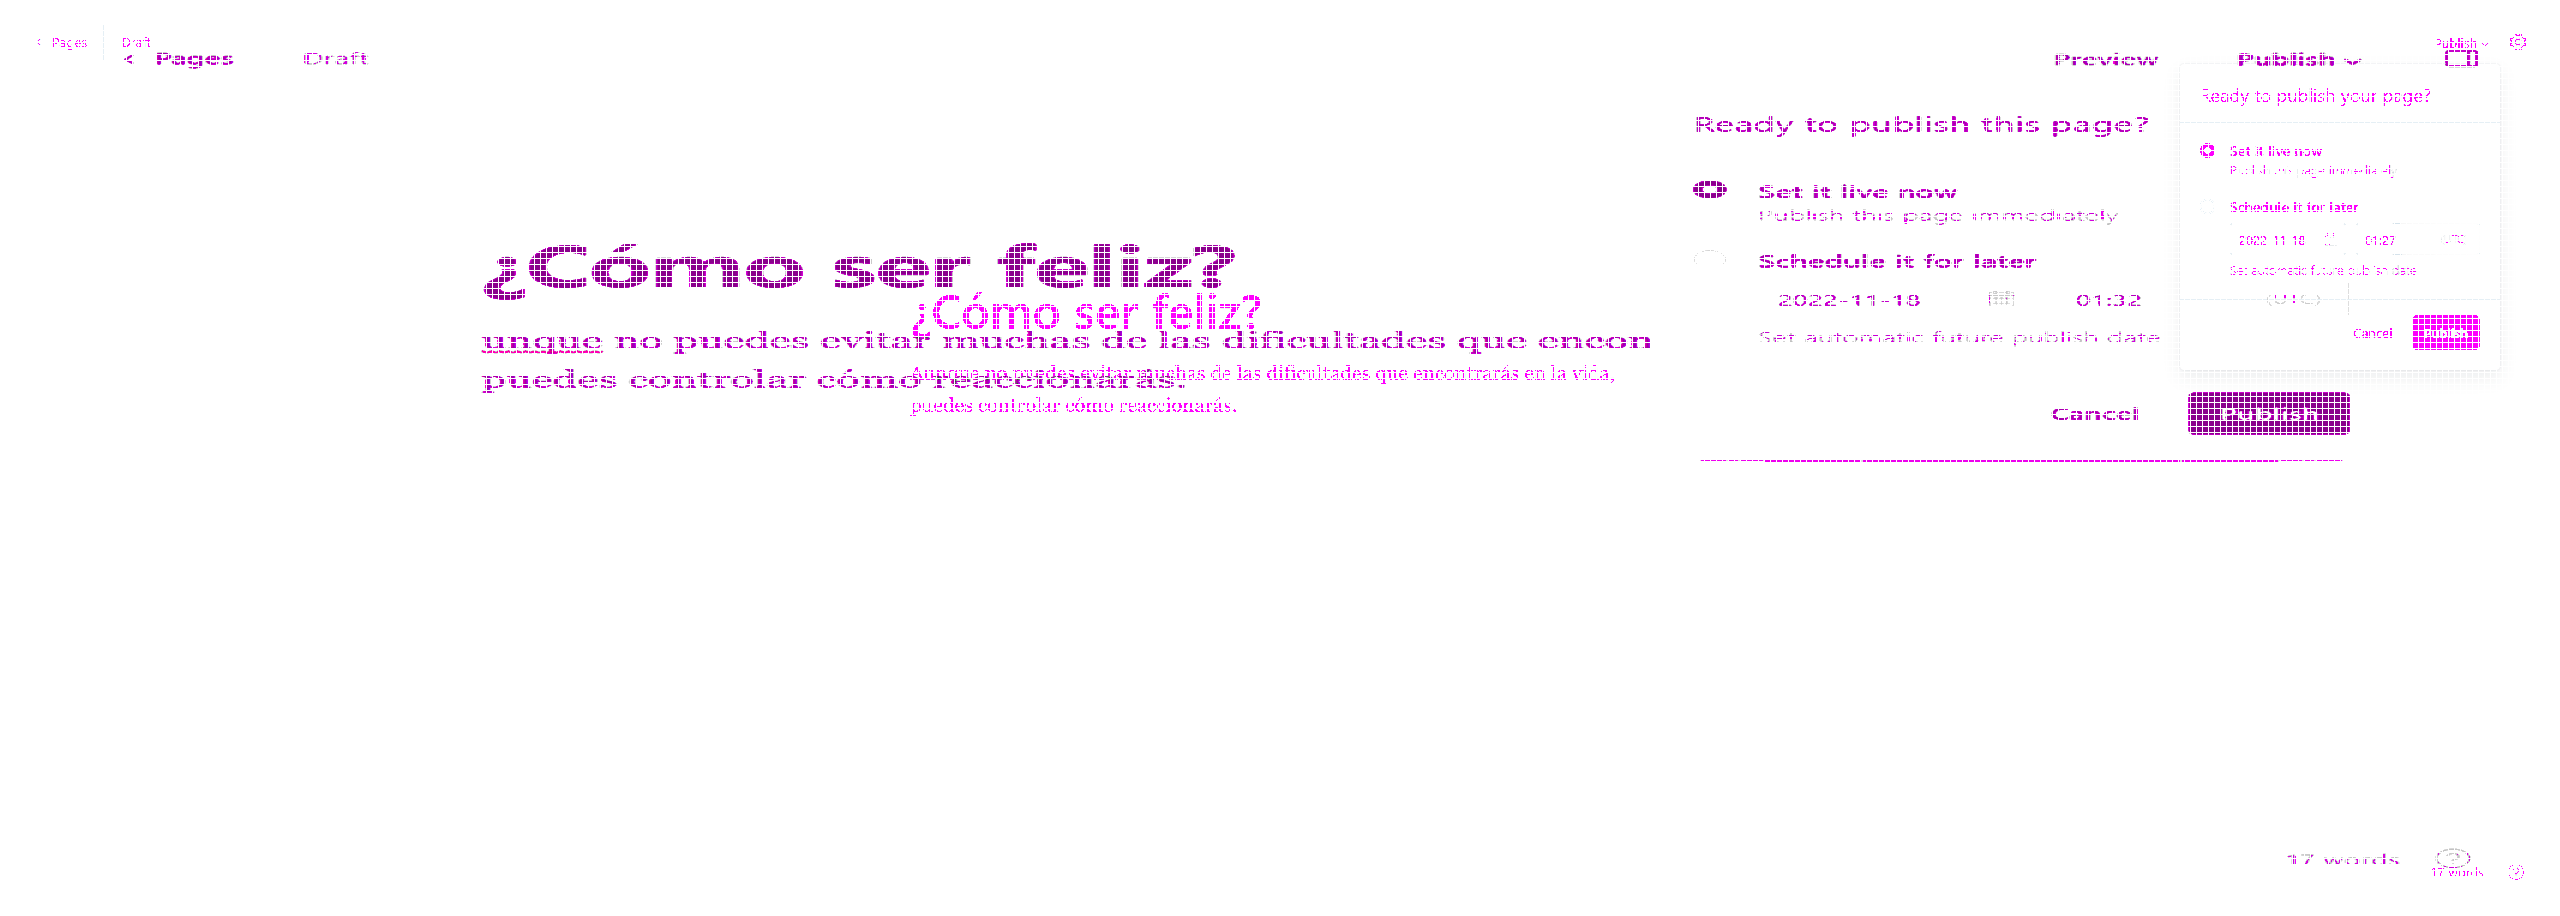 Pages Draft
Publish
Pages Draft
Preview Publish
Ready to publish your page?
Set it live now
Publish this page immediately
Schedule it for later
2022-11-18 01:27 UTC
Set automatic future publish date
Cancel Publish
Ready to publish this page?
Set it live now
Publish this page immediately
Schedule it for later
2022-11-18 01:32 (UTC)
Set automatic future publish date
Cancel Publish
¿Cómo ser feliz?
unque no puedes evitar muchas de las dificultades que encon
puedes controlar cómo reaccionarás.
¿Cómo ser feliz?
Aunque no puedes evitar muchas de las dificultades que encontrarás en la vida,
puedes controlar cómo reaccionarás.
17 words ?
17 words ?